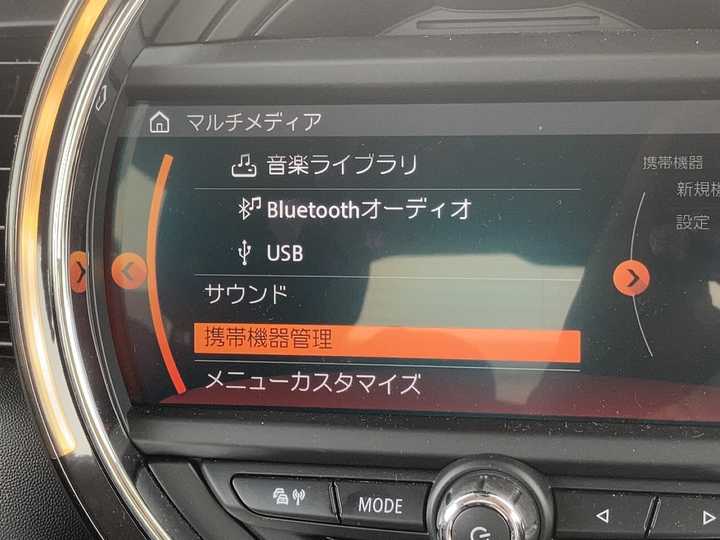 マルチメディア
音楽ライブラリ
Bluetoothオーディオ
USB
サウンド
携帯機器管理
メニューカスタマイズ
携帯機器
新規機
設定
MODE